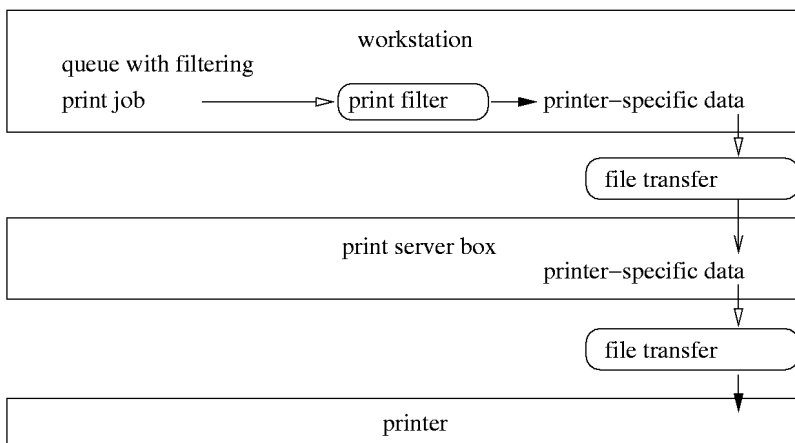 workstation
queue with filtering
print job print filter printer−specific data
file transfer
print server box
printer−specific data
file transfer
printer